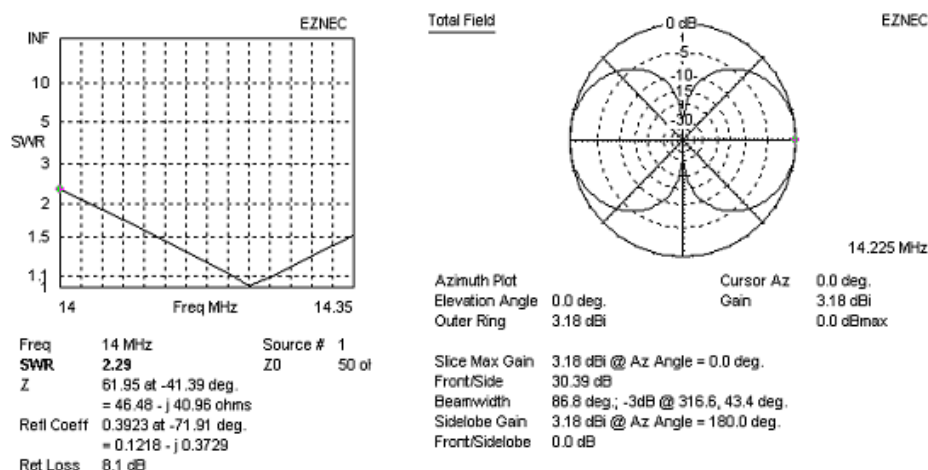 EZNEC
INF
10
5
SWR
3
2
1.5
1.1
1
14
Freq MHz
14.35
Freq 14 MHz Source # 1
SWR 2.29 Z0 50 oh
Z 61.95 at -41.39 deg.
= 46.48 - j 40.96 ohms
Refl Coeff 0.3923 at -71.91 deg.
= 0.1218 - j 0.3729
Ret Loss 8.1 dB
Total Field
EZNEC
0 dB
-5
-10
-15
-30
14.225 MHz
Azimuth Plot Cursor Az 0.0 deg.
Elevation Angle 0.0 deg. Gain 3.18 dBi
Outer Ring 3.18 dBi 0.0 dBmax
Slice Max Gain 3.18 dBi @ Az Angle = 0.0 deg.
Front/Side 30.39 dB
Beamwidth 86.8 deg.; -3dB @ 316.6, 43.4 deg.
Sidelobe Gain 3.18 dBi @ Az Angle = 180.0 deg.
Front/Sidelobe 0.0 dB